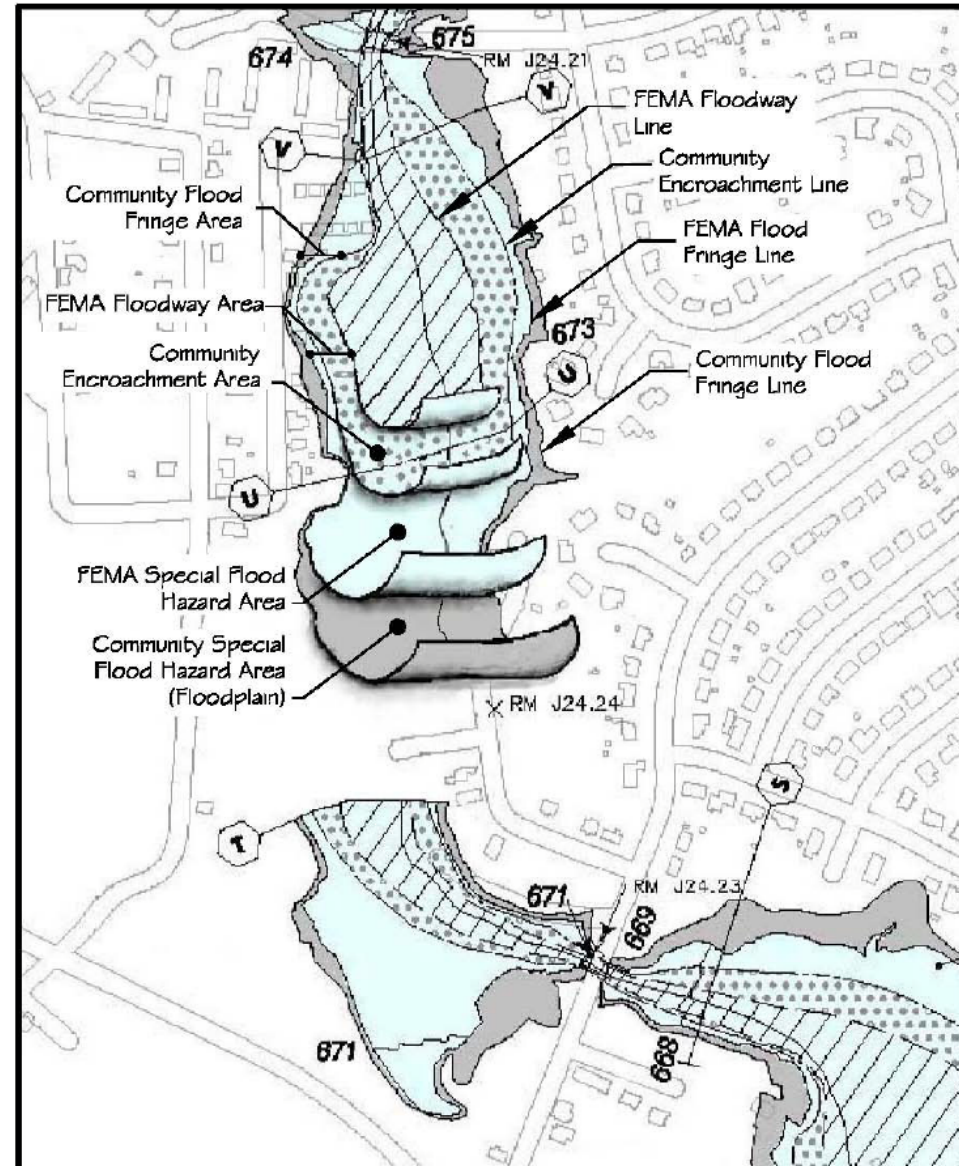 674
675
RM J24.21
V
V
FEMA Floodway
Line
Community
Encroachment Line
Community Flood
Fringe Area
FEMA Flood
Fringe Line
FEMA Floodway Area
673
Community
Encroachment Area
U
Community Flood
Fringe Line
U
FEMA Special Flood
Hazard Area
Community Special
Flood Hazard Area
(Floodplain)
RM J24.24
S
T
671
RM J24.23
669
671
668